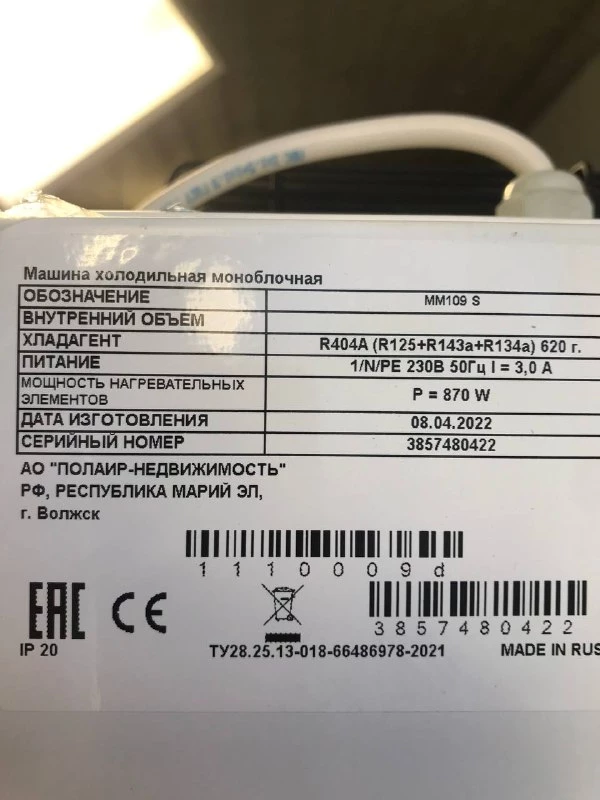 Машина холодильная моноблочная
ОБОЗНАЧЕНИЕ MM109 S
ВНУТРЕННИЙ ОБЪЕМ
ХЛАДАГЕНТ R404A (R125+R143a+R134a) 620 г.
ПИТАНИЕ 1/N/PE 230В 50Гц I = 3,0 А
МОЩНОСТЬ НАГРЕВАТЕЛЬНЫХ
ЭЛЕМЕНТОВ P = 870 W
ДАТА ИЗГОТОВЛЕНИЯ 08.04.2022
СЕРИЙНЫЙ НОМЕР 3857480422
АО "ПОЛАИР-НЕДВИЖИМОСТЬ"
РФ, РЕСПУБЛИКА МАРИЙ ЭЛ,
г. Волжск
1110009d
EAC CE
3857480422
IP 20 ТУ28.25.13-018-66486978-2021 MADE IN RUS